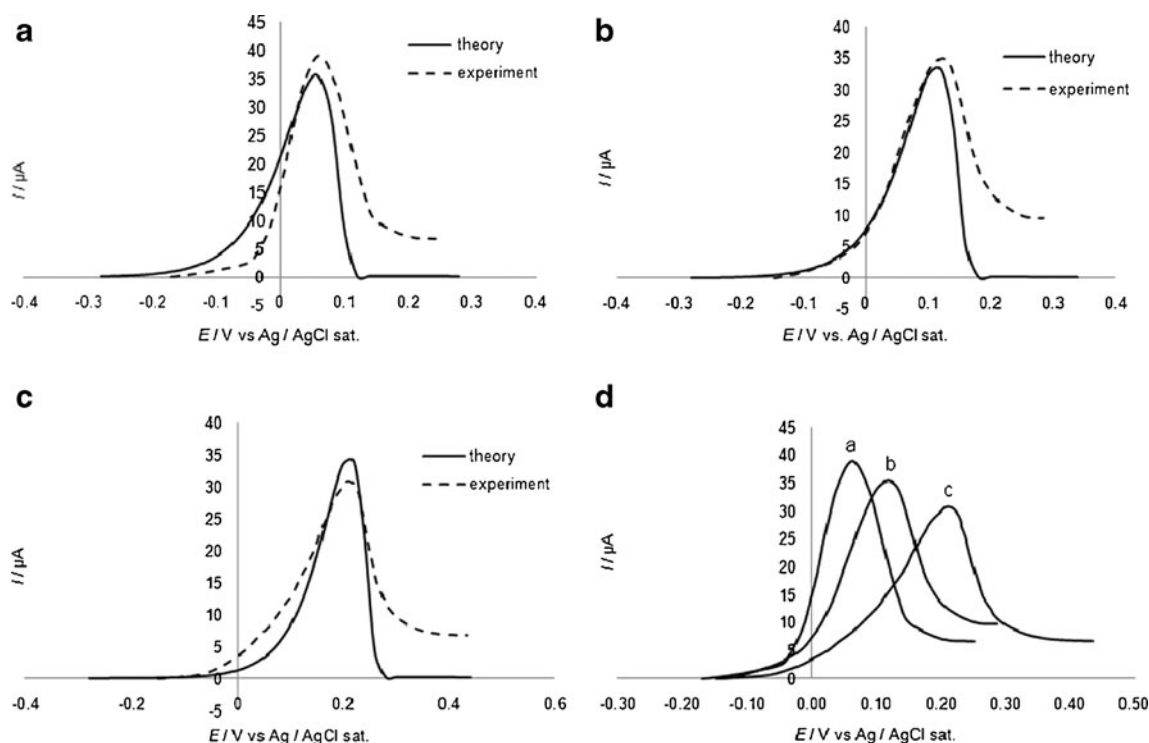 a
45
40
35
30
25
20
15
10
5
0
-5
theory
experiment
I / µA
-0.4 -0.3 -0.2 -0.1 0 0.1 0.2 0.3 0.4
E / V vs Ag / AgCl sat.
b
40
35
30
25
20
15
10
5
0
-5
theory
experiment
I / µA
-0.4 -0.3 -0.2 -0.1 0 0.1 0.2 0.3 0.4
E / V vs. Ag / AgCl sat.
c
40
35
30
25
20
15
10
5
0
-5
theory
experiment
I / µA
-0.4 -0.2 0 0.2 0.4 0.6
E / V vs Ag / AgCl sat.
d
45
40
35
30
25
20
15
10
5
0
a
b
c
I / µA
-0.30 -0.20 -0.10 0.00 0.10 0.20 0.30 0.40 0.50
E / V vs Ag / AgCl sat.